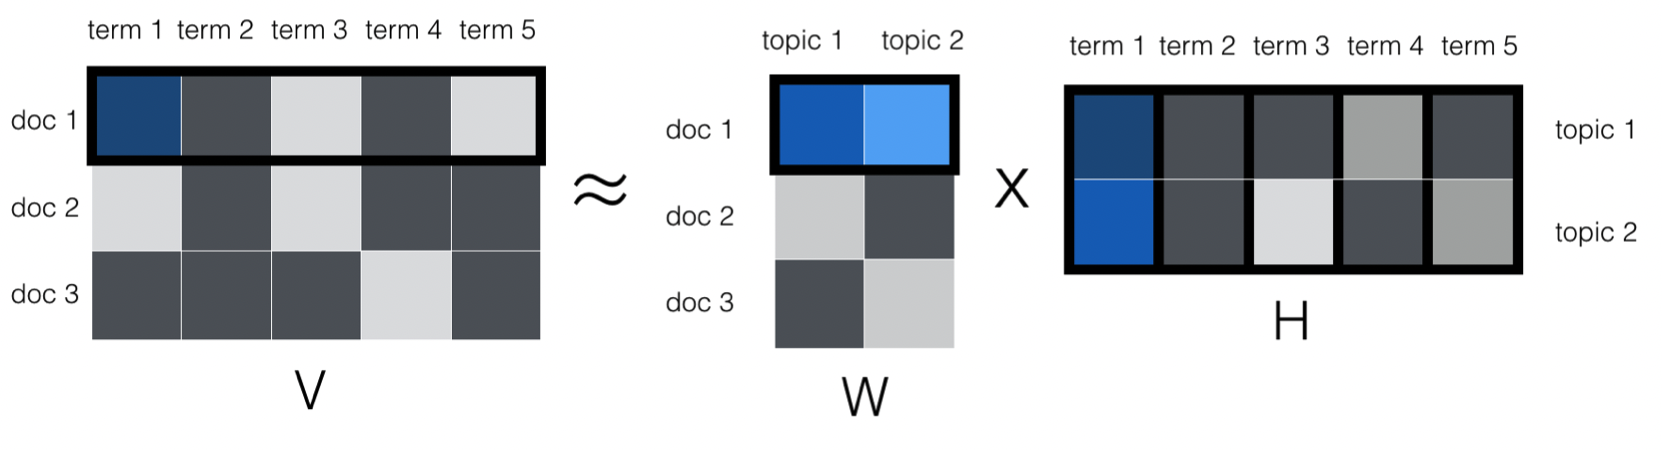 term 1 term 2 term 3 term 4 term 5
doc 1
doc 2
doc 3
V
≈
topic 1 topic 2
doc 1
doc 2
doc 3
W
X
term 1 term 2 term 3 term 4 term 5
topic 1
topic 2
H